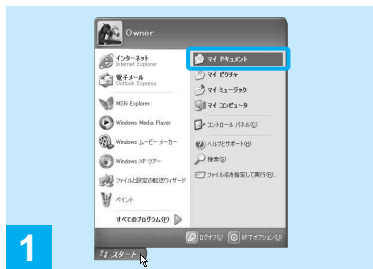 Owner
インターネット
Internet Explorer
電子メール
Outlook Express
MSN Explorer
Windows Media Player
Windows ムービー メーカー
Windows XP ツアー
ファイルと設定の転送ウィザード
ペイント
すべてのプログラム(P)
マイ ドキュメント
マイ ピクチャ
マイ ミュージック
マイ コンピュータ
コントロール パネル(C)
ヘルプとサポート(H)
検索(S)
ファイル名を指定して実行(R)...
ログオフ(L)
終了オプション(U)
スタート
1